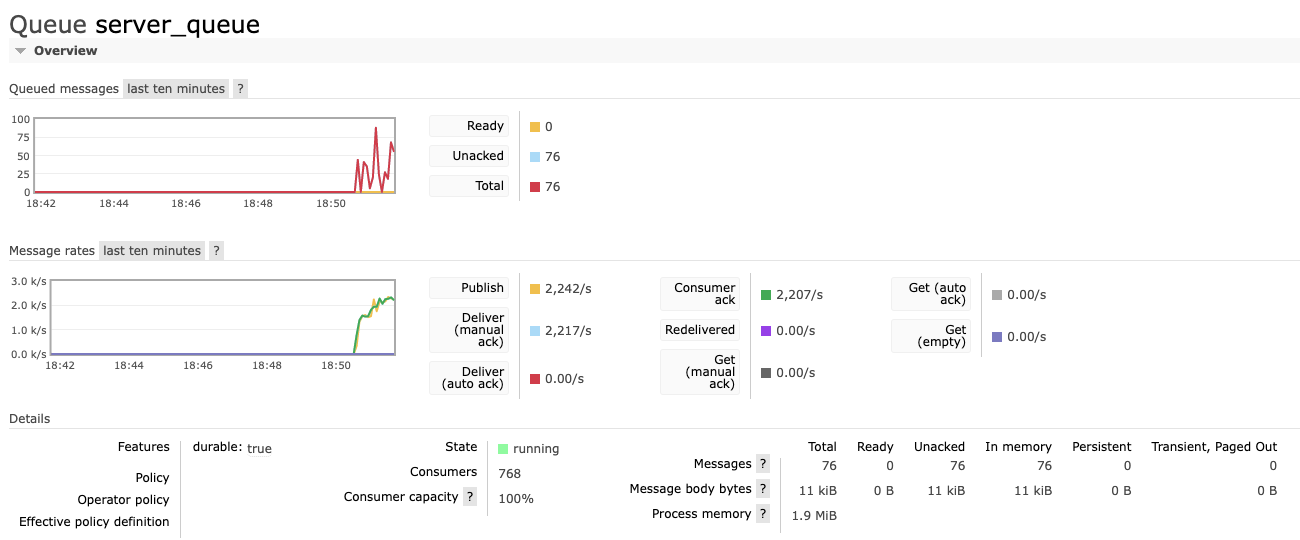 Queue server_queue
Overview
Queued messages last ten minutes ?
100
75
50
25
0
18:42 18:44 18:46 18:48 18:50
Ready 0
Unacked 76
Total 76
Message rates last ten minutes ?
3.0 k/s
2.0 k/s
1.0 k/s
0.0 k/s
18:42 18:44 18:46 18:48 18:50
Publish 2,242/s
Deliver
(manual
ack)
2,217/s
Deliver
(auto ack)
0.00/s
Consumer
ack
2,207/s
Redelivered 0.00/s
Get
(manual
ack)
0.00/s
Get (auto
ack)
0.00/s
Get
(empty)
0.00/s
Details
Features durable: true
Policy
Operator policy
Effective policy definition
State running
Consumers 768
Consumer capacity ? 100%
Total Ready Unacked In memory Persistent Transient, Paged Out
Messages ? 76 0 76 76 0 0
Message body bytes ? 11 kiB 0 B 11 kiB 11 kiB 0 B 0 B
Process memory ? 1.9 MiB